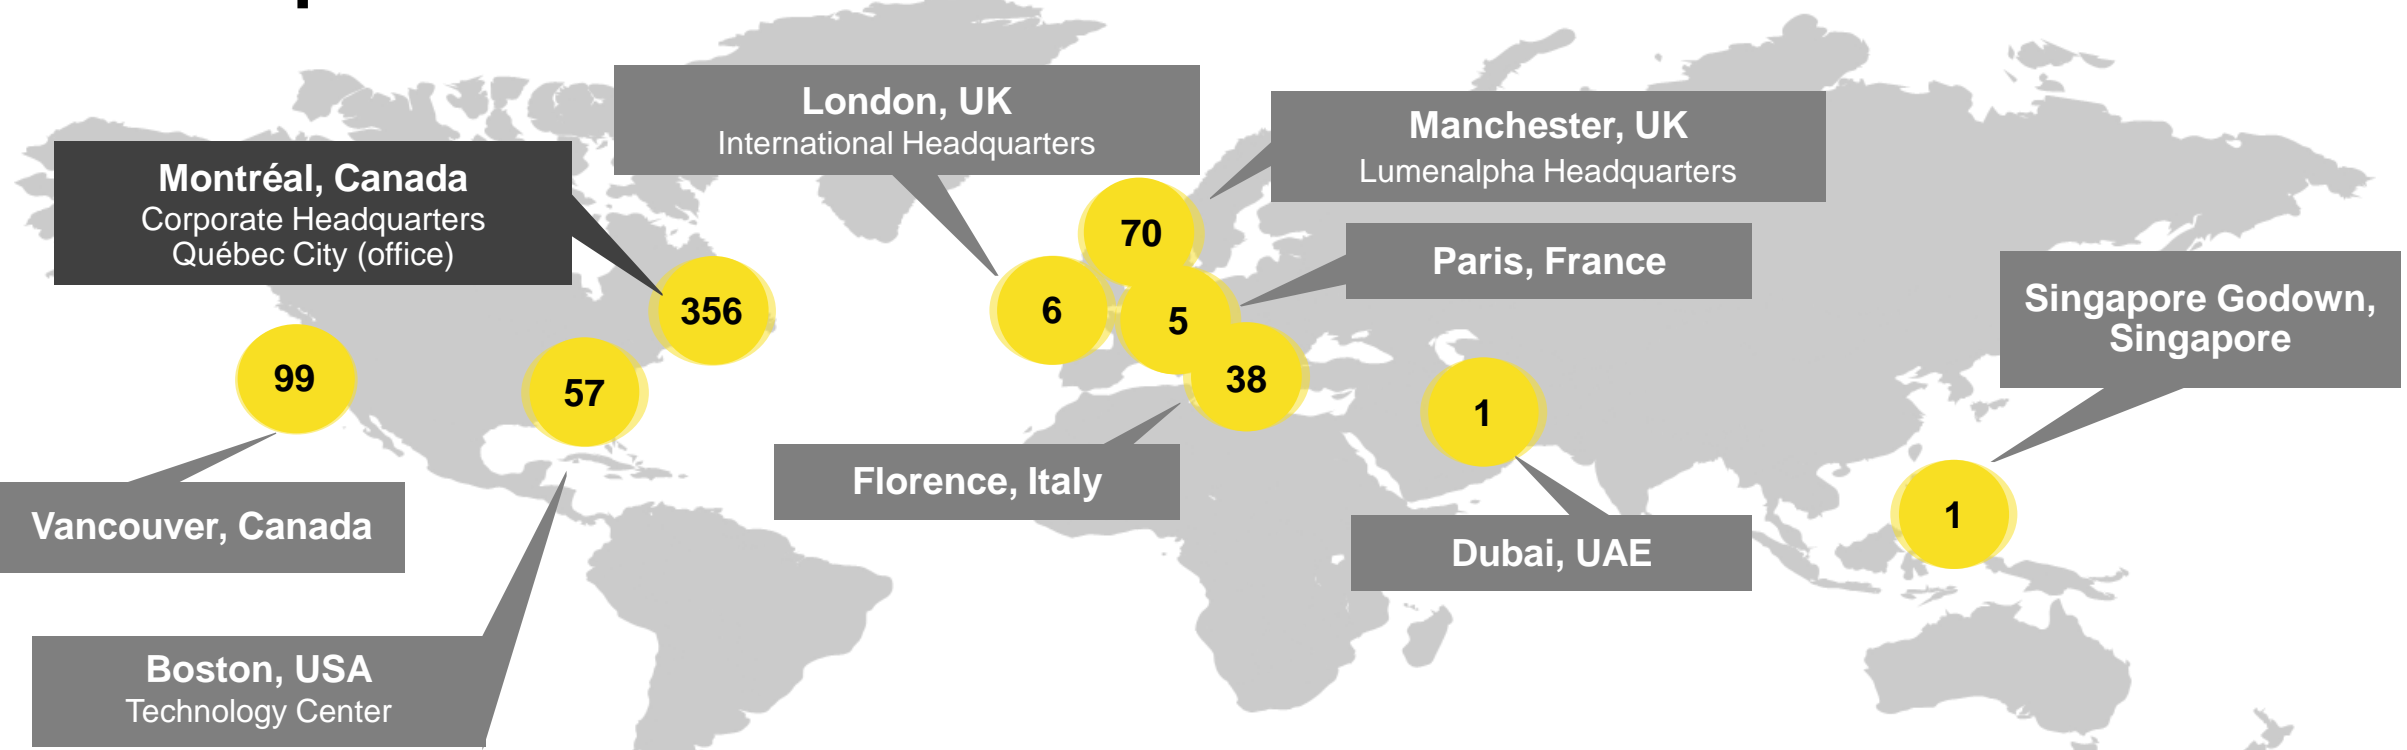 London, UK
International Headquarters
Manchester, UK
Lumenalpha Headquarters
Montréal, Canada
Corporate Headquarters
Québec City (office)
70
Paris, France
Singapore Godown,
Singapore
356
6
5
99
57
38
1
Florence, Italy
Vancouver, Canada
1
Dubai, UAE
Boston, USA
Technology Center